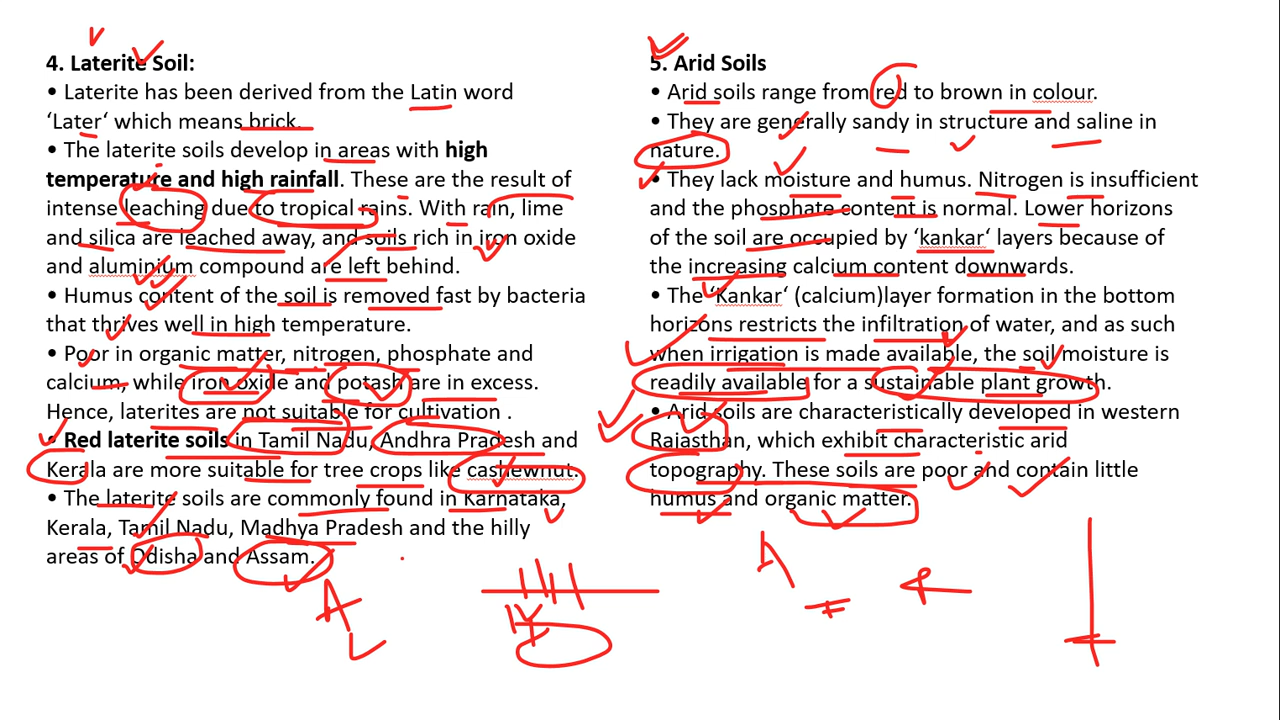 4. Laterite Soil:
• Laterite has been derived from the Latin word
‘Later‘ which means brick.
• The laterite soils develop in areas with high
temperature and high rainfall. These are the result of
intense leaching due to tropical rains. With rain, lime
and silica are leached away, and soils rich in iron oxide
and aluminium compound are left behind.
• Humus content of the soil is removed fast by bacteria
that thrives well in high temperature.
• Poor in organic matter, nitrogen, phosphate and
calcium, while iron oxide and potash are in excess.
Hence, laterites are not suitable for cultivation .
• Red laterite soils in Tamil Nadu, Andhra Pradesh and
Kerala are more suitable for tree crops like cashewnut.
• The laterite soils are commonly found in Karnataka,
Kerala, Tamil Nadu, Madhya Pradesh and the hilly
areas of Odisha and Assam.
5. Arid Soils
• Arid soils range from red to brown in colour.
• They are generally sandy in structure and saline in
nature.
• They lack moisture and humus. Nitrogen is insufficient
and the phosphate content is normal. Lower horizons
of the soil are occupied by ‘kankar‘ layers because of
the increasing calcium content downwards.
• The ‘Kankar‘ (calcium)layer formation in the bottom
horizons restricts the infiltration of water, and as such
when irrigation is made available, the soil moisture is
readily available for a sustainable plant growth.
• Arid soils are characteristically developed in western
Rajasthan, which exhibit characteristic arid
topography. These soils are poor and contain little
humus and organic matter.